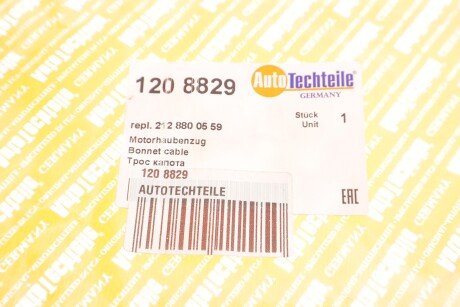 120 8829
AutoTechteile
GERMANY
repl. 212 880 05 59
Stuck
Unit
1
Motorhaubenzug
Bonnet cable
Трос капота
120 8829
AUTOTECHTEILE
EAC